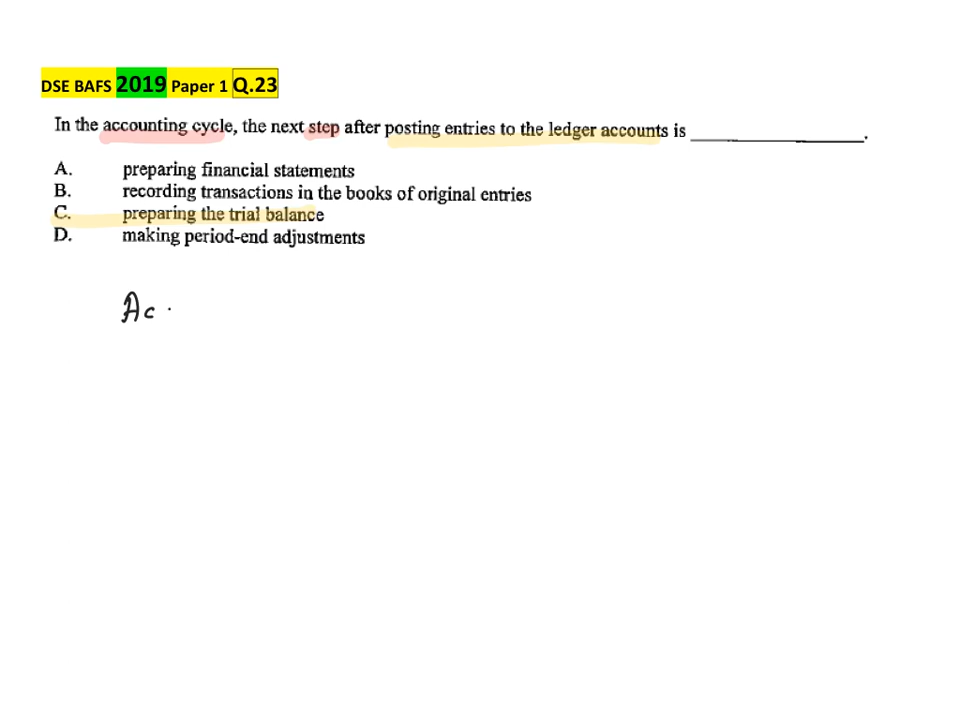 DSE BAFS 2019 Paper 1 Q.23
In the accounting cycle, the next step after posting entries to the ledger accounts is ____________________.
A. preparing financial statements
B. recording transactions in the books of original entries
C. preparing the trial balance
D. making period-end adjustments
Ac .